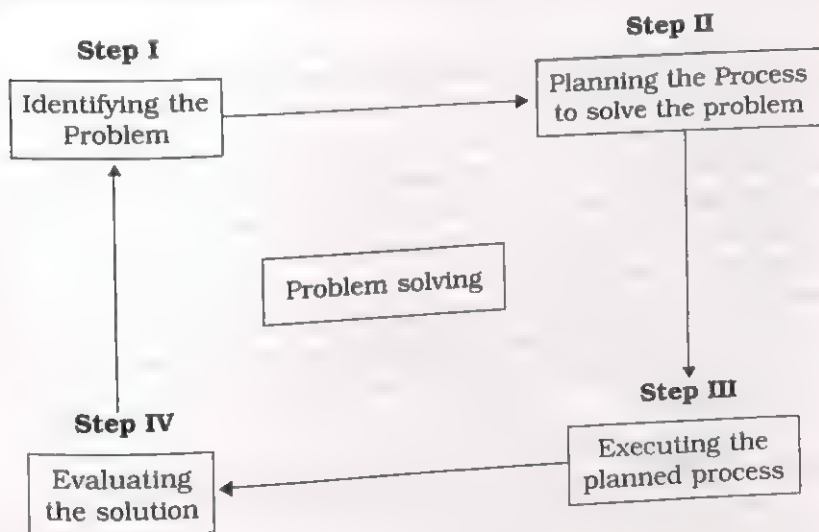 Step I
Identifying the
Problem
Step II
Planning the Process
to solve the problem
Problem solving
Step III
Executing the
planned process
Step IV
Evaluating
the solution